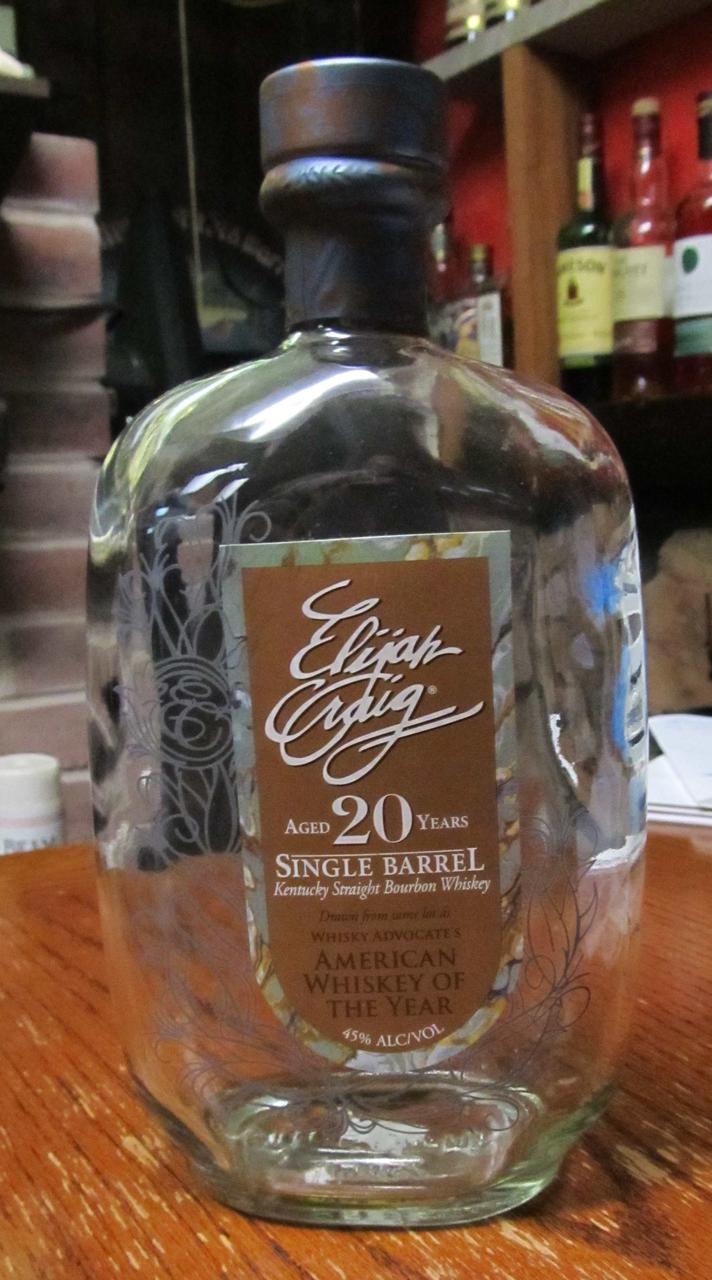 Elijah
Craig®
AGED 20 YEARS
SINGLE BARREL
Kentucky Straight Bourbon Whiskey
Drawn from same lot as
WHISKY ADVOCATE'S
AMERICAN
WHISKEY OF
THE YEAR
45% ALC/VOL